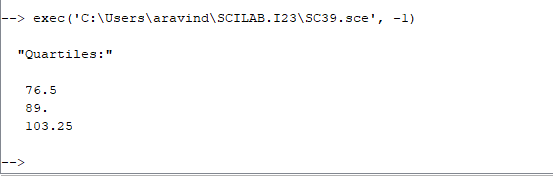 --> exec('C:\Users\aravind\SCILAB.I23\SC39.sce', -1)
"Quartiles:"
76.5
89.
103.25
-->